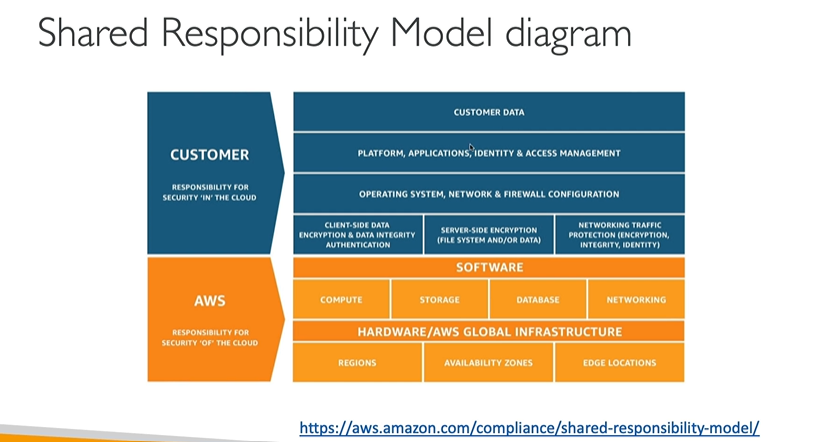 Shared Responsibility Model diagram
CUSTOMER
RESPONSIBILITY FOR
SECURITY 'IN' THE CLOUD
CUSTOMER DATA
PLATFORM, APPLICATIONS, IDENTITY & ACCESS MANAGEMENT
OPERATING SYSTEM, NETWORK & FIREWALL CONFIGURATION
CLIENT-SIDE DATA
ENCRYPTION & DATA INTEGRITY
AUTHENTICATION
SERVER-SIDE ENCRYPTION
(FILE SYSTEM AND/OR DATA)
NETWORKING TRAFFIC
PROTECTION (ENCRYPTION,
INTEGRITY, IDENTITY)
AWS
RESPONSIBILITY FOR
SECURITY 'OF' THE CLOUD
SOFTWARE
COMPUTE
STORAGE
DATABASE
NETWORKING
HARDWARE/AWS GLOBAL INFRASTRUCTURE
REGIONS
AVAILABILITY ZONES
EDGE LOCATIONS
https://aws.amazon.com/compliance/shared-responsibility-model/